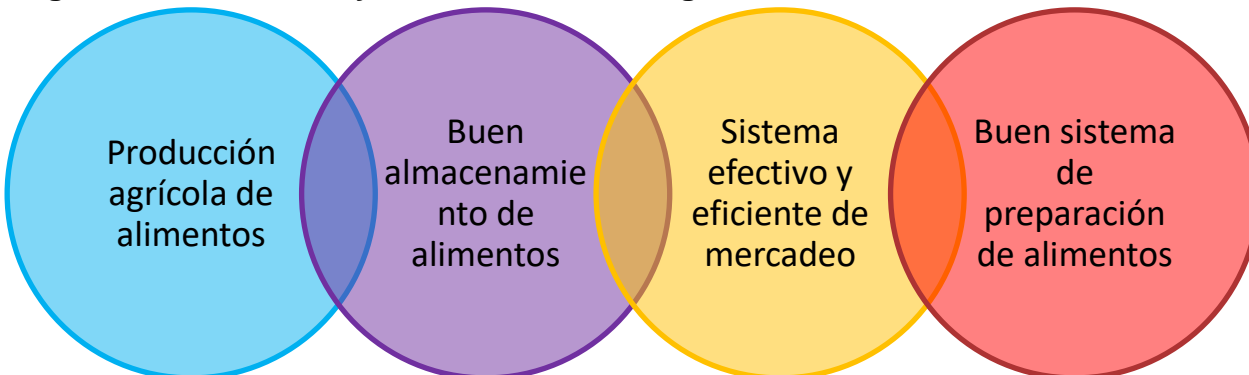 Producción
agrícola de
alimentos
Buen
almacenamie
nto de
alimentos
Sistema
efectivo y
eficiente de
mercadeo
Buen sistema
de
preparación
de alimentos